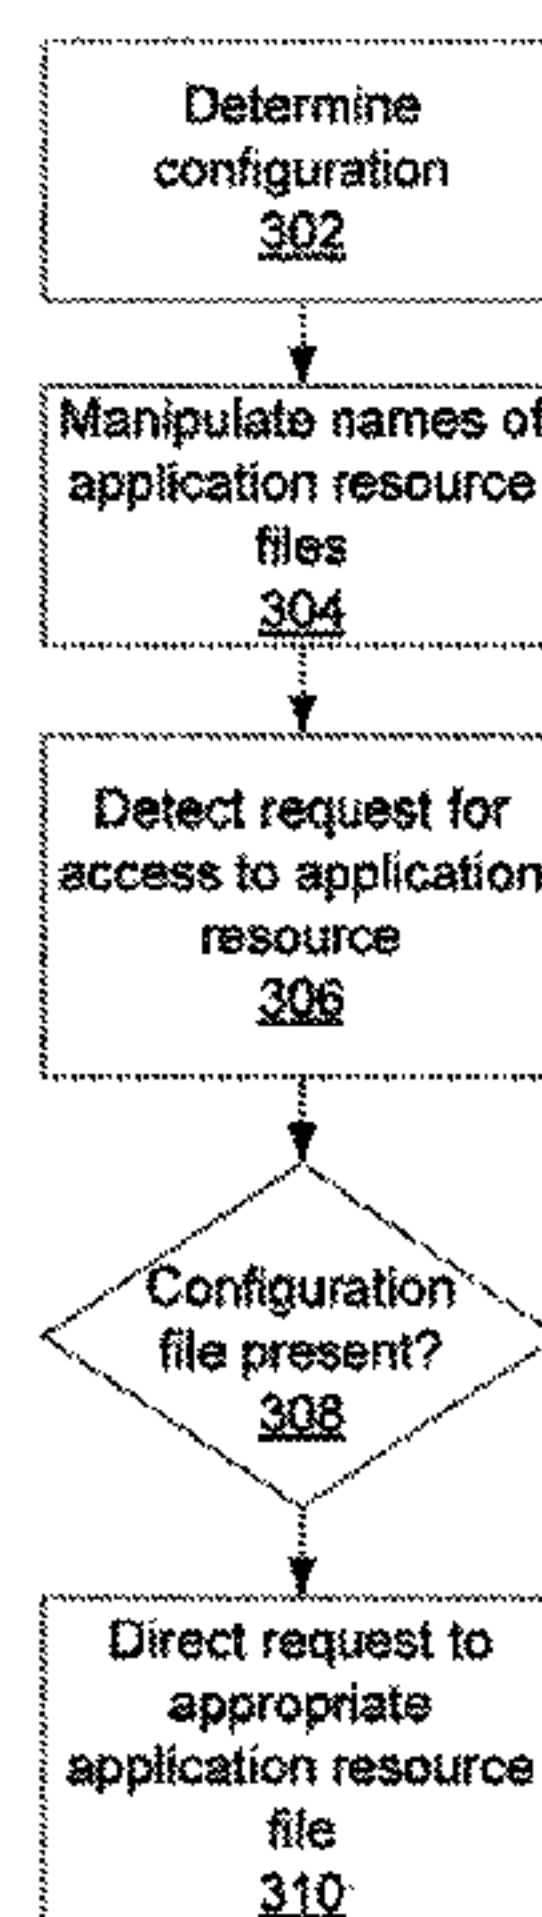 Determine
configuration
302
Manipulate names of
application resource
files
304
Detect request for
access to application
resource
306
Configuration
file present?
308
Direct request to
appropriate
application resource
file
310